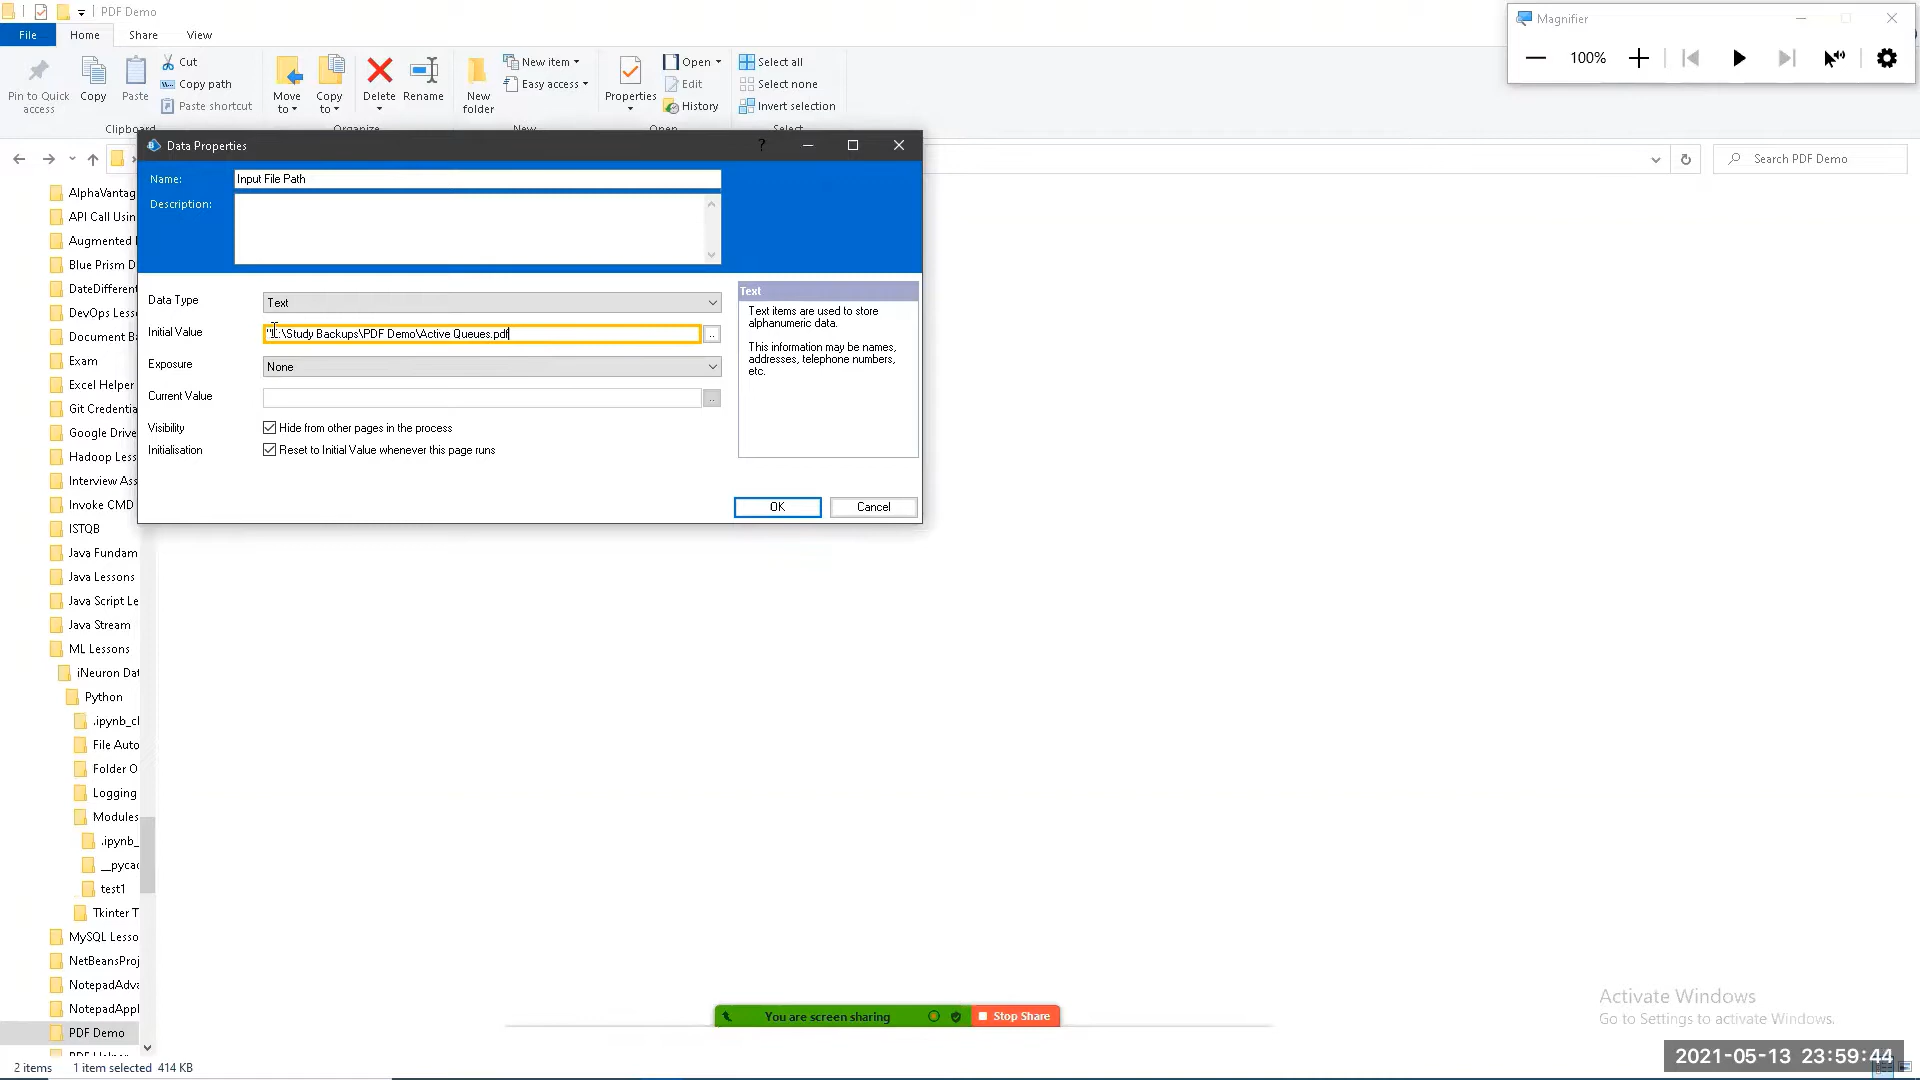 PDF Demo
File Home Share View
Pin to Quick access
Copy
Paste
Cut
Copy path
Paste shortcut
Move to
Copy to
Delete
Rename
New folder
New item
Easy access
Properties
Open
Edit
History
Select all
Select none
Invert selection
Clipboard Organize New Open Select
Magnifier
100%
Search PDF Demo
Data Properties
?
Name: Input File Path
Description:
Data Type Text
Initial Value "C:\Study Backups\PDF Demo\Active Queues.pdf
Exposure None
Current Value
Visibility Hide from other pages in the process
Initialisation Reset to Initial Value whenever this page runs
Text
Text items are used to store
alphanumeric data.
This information may be names,
addresses, telephone numbers,
etc.
OK Cancel
AlphaVantag
API Call Usin
Augmented
Blue Prism D
DateDifferent
DevOps Less
Document Ba
Exam
Excel Helper
Git Credentia
Google Drive
Hadoop Less
Interview Ass
Invoke CMD
ISTQB
Java Fundam
Java Lessons
Java Script Le
Java Stream
ML Lessons
iNeuron Dat
Python
.ipynb_cl
File Auto
Folder O
Logging
Modules
.ipynb_
__pycac
test1
Tkinter T
MySQL Lesso
NetBeansProj
NotepadAdva
NotepadAppl
PDF Demo
PDF Helper
You are screen sharing
Stop Share
Activate Windows
Go to Settings to activate Windows.
2 items 1 item selected 414 KB
2021-05-13 23:59:44